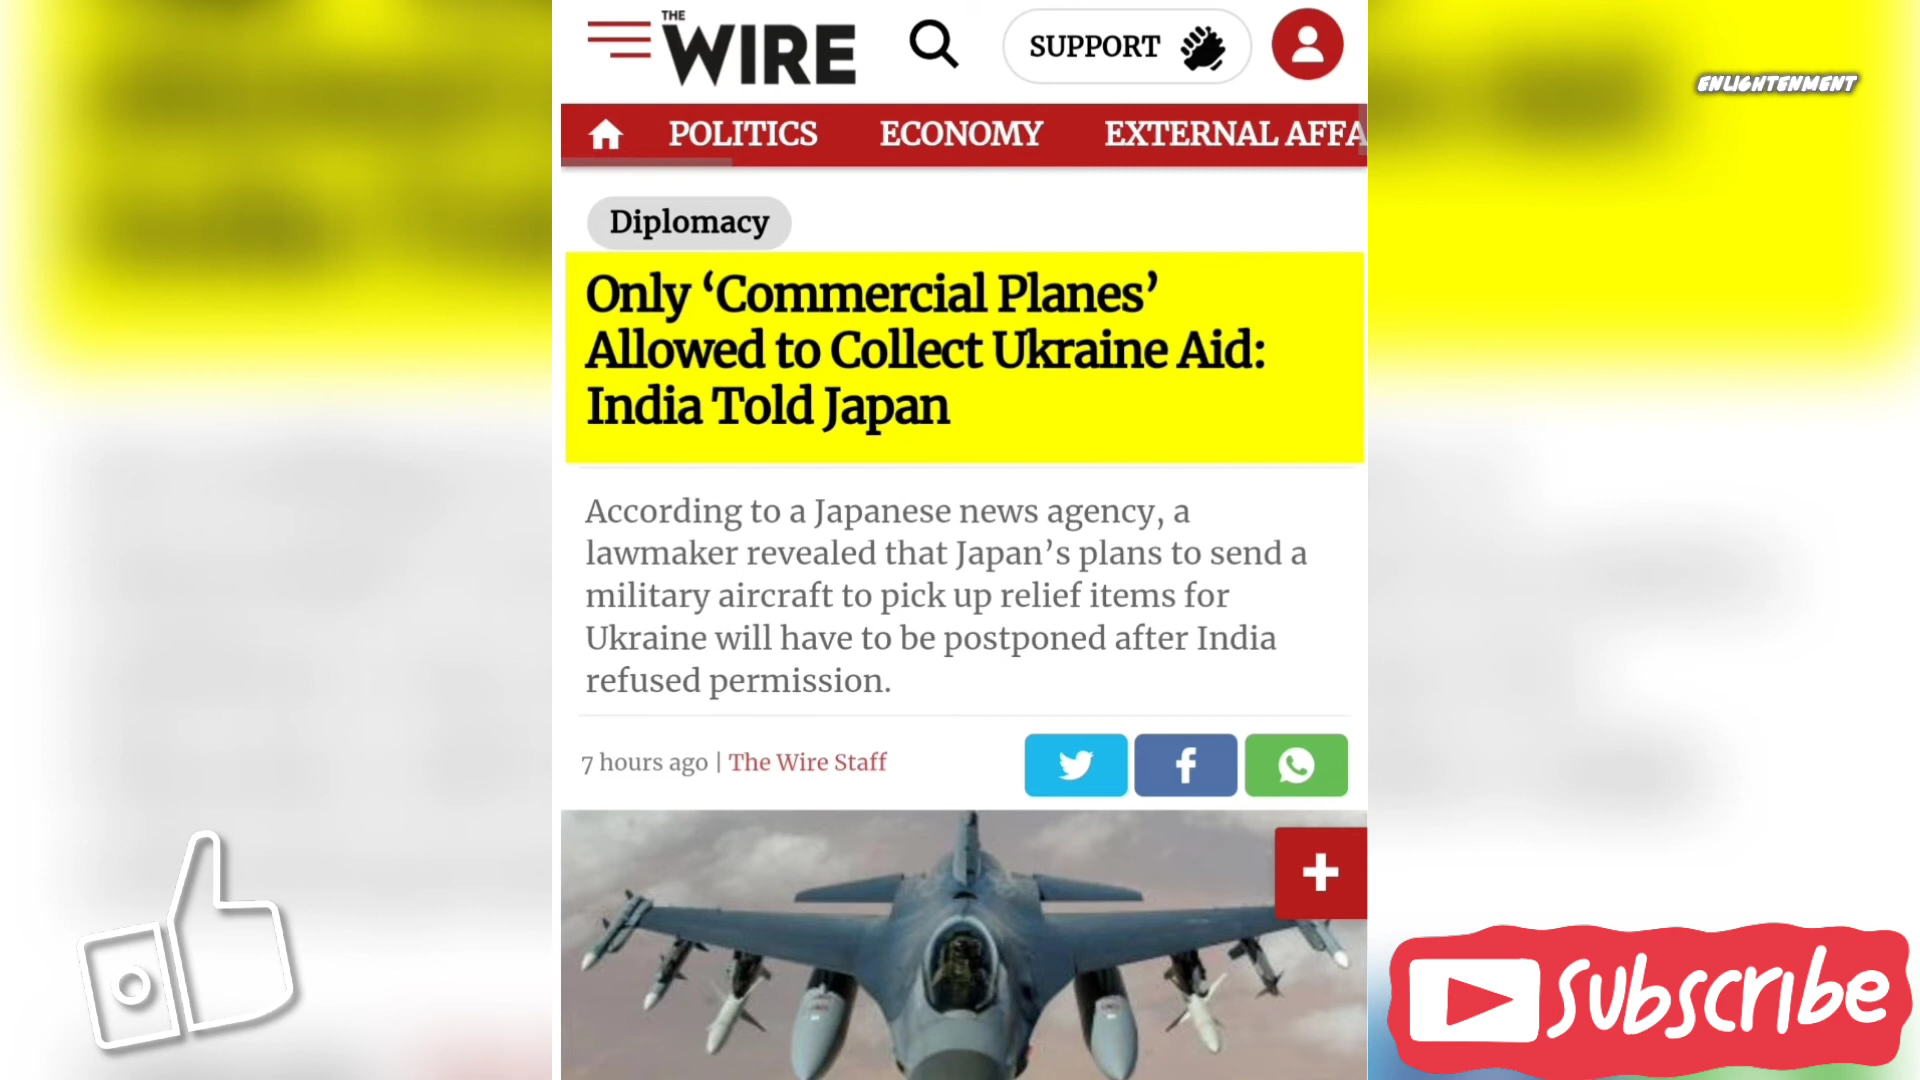 THE
WIRE
SUPPORT
ENLIGHTENMENT
POLITICS ECONOMY EXTERNAL AFFA
Diplomacy
Only ‘Commercial Planes’
Allowed to Collect Ukraine Aid:
India Told Japan
According to a Japanese news agency, a
lawmaker revealed that Japan’s plans to send a
military aircraft to pick up relief items for
Ukraine will have to be postponed after India
refused permission.
7 hours ago | The Wire Staff
Subscribe